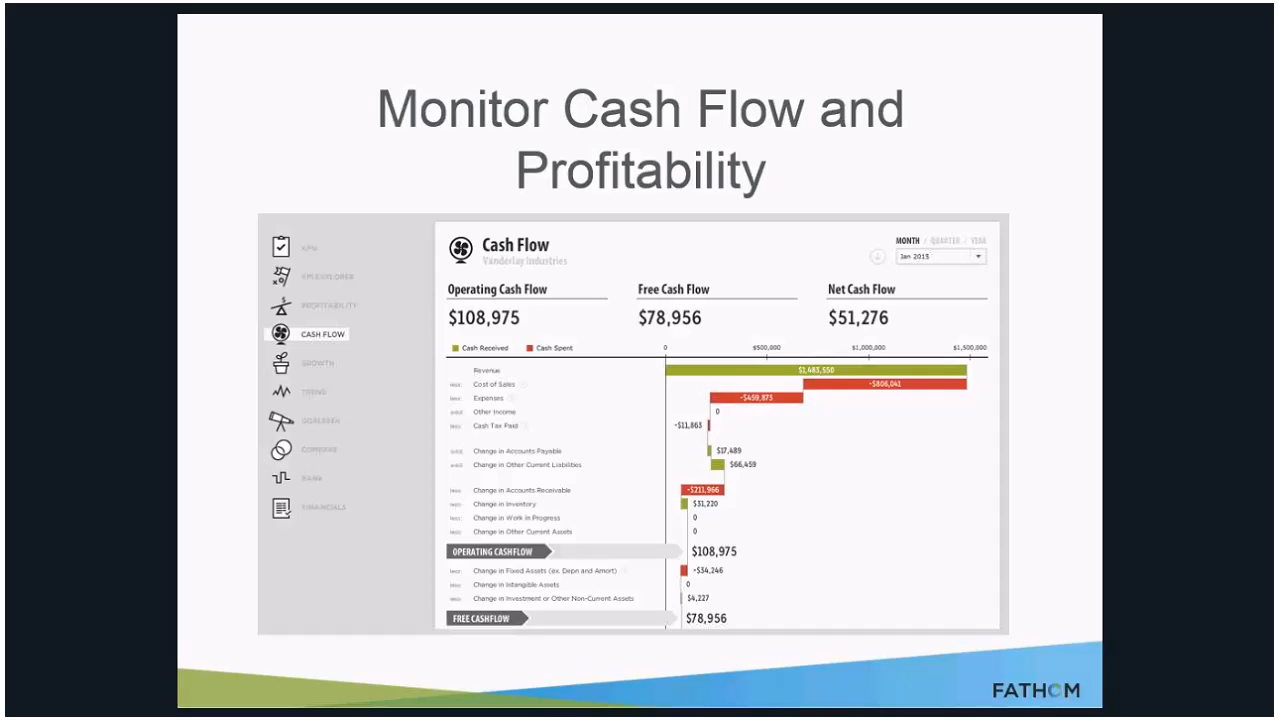 Monitor Cash Flow and
Profitability
KPIs
KPI EXPLORER
PROFITABILITY
CASH FLOW
GROWTH
TREND
GOALSEEK
COMPARE
RANK
FINANCIALS
Cash Flow
Vanderlay Industries
MONTH / QUARTER / YEAR
Jan 2015
Operating Cash Flow Free Cash Flow Net Cash Flow
$108,975 $78,956 $51,276
Cash Received Cash Spent 0 $500,000 $1,000,000 $1,500,000
Revenue $1,483,550
less: Cost of Sales -$806,041
less: Expenses -$459,873
add: Other Income 0
less: Cash Tax Paid -$11,863
add: Change in Accounts Payable $17,489
add: Change in Other Current Liabilities $66,459
less: Change in Accounts Receivable -$211,966
less: Change in Inventory $31,220
less: Change in Work in Progress 0
less: Change in Other Current Assets 0
OPERATING CASHFLOW $108,975
less: Change in Fixed Assets (ex. Depn and Amort) -$34,246
less: Change in Intangible Assets 0
less: Change in Investment or Other Non-Current Assets $4,227
FREE CASHFLOW $78,956
FATHOM